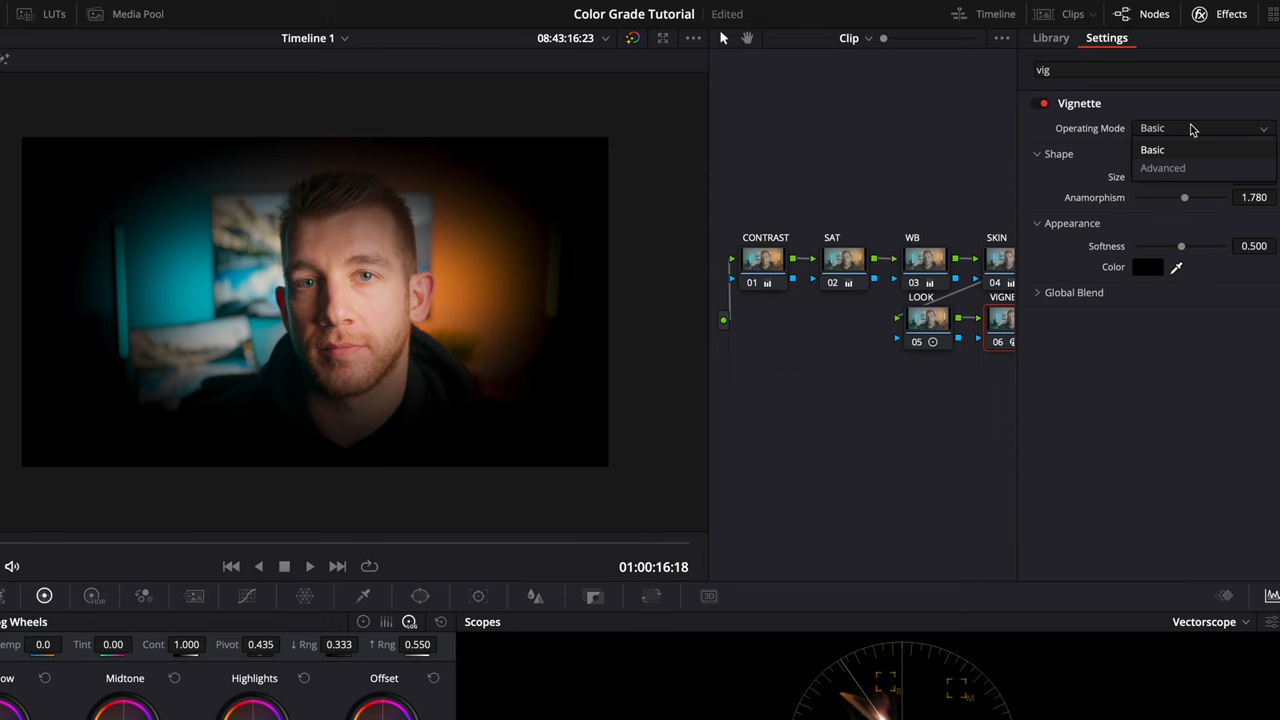 LUTs
Media Pool
Color Grade Tutorial
Edited
Timeline
Clips
Nodes
Effects
Timeline 1
08:43:16:23
Clip
Library
Settings
vig
Vignette
Operating Mode
Basic
Basic
Advanced
Shape
Size
Anamorphism
1.780
Appearance
Softness
0.500
Color
Global Blend
CONTRAST
SAT
WB
SKIN
01
02
03
04
LOOK
VIGNE
05
06
01:00:16:18
3D
og Wheels
LOG
Scopes
Vectorscope
emp
0.0
Tint
0.00
Cont
1.000
Pivot
0.435
↓ Rng
0.333
↑ Rng
0.550
ow
Midtone
Highlights
Offset
R
M